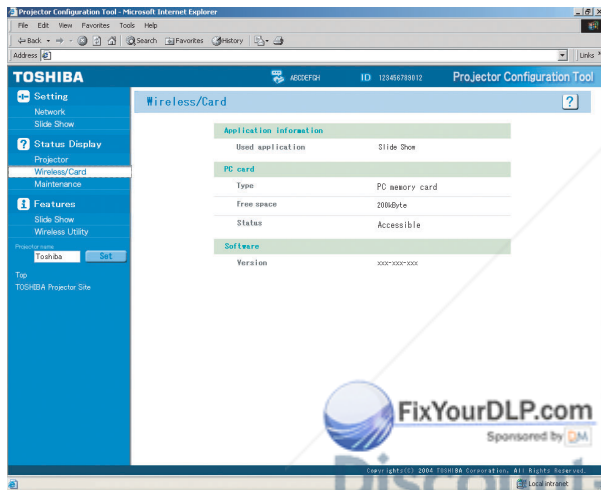 Projector Configuration Tool - Microsoft Internet Explorer
File Edit View Favorites Tools Help
Back Search Favorites History
Address Links
TOSHIBA ABCDEFGH ID 123456789012 Projector Configuration Tool
Setting
Network
Slide Show
Status Display
Projector
Wireless/Card
Maintenance
Features
Slide Show
Wireless Utility
Projector name
Toshiba Set
Top
TOSHIBA Projector Site
Wireless/Card ?
Application information
Used application Slide Show
PC card
Type PC memory card
Free space 200kByte
Status Accessible
Software
Version xxx-xxx-xxx
FixYourDLP.com
Sponsored by DM
Copyrights(C) 2004 TOSHIBA Corporation, All Rights Reserved.
Local intranet